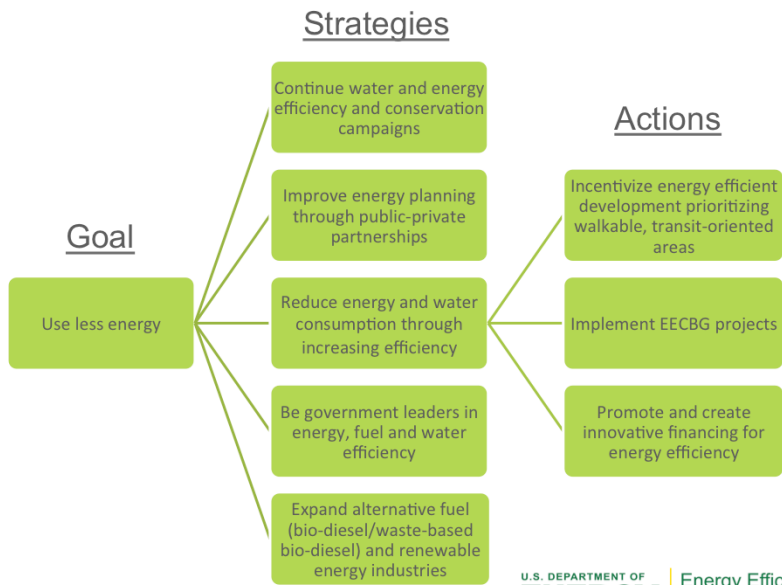 Strategies
Continue water and energy
efficiency and conservation
campaigns
Actions
Incentivize energy efficient
development prioritizing
walkable, transit-oriented
areas
Improve energy planning
through public-private
partnerships
Goal
Use less energy
Reduce energy and water
consumption through
increasing efficiency
Implement EECBG projects
Be government leaders in
energy, fuel and water
efficiency
Promote and create
innovative financing for
energy efficiency
Expand alternative fuel
(bio-diesel/waste-based
bio-diesel) and renewable
energy industries
U.S. DEPARTMENT OF